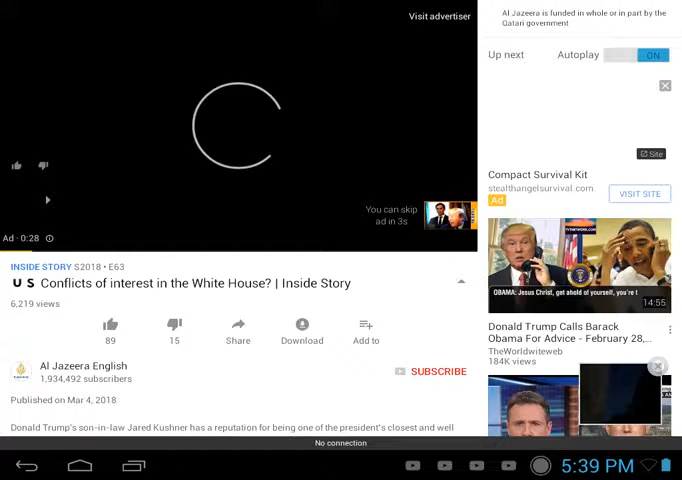 Visit advertiser
You can skip
ad in 3s
Ad · 0:28
INSIDE STORY S2018 • E63
U S Conflicts of interest in the White House? | Inside Story
6,219 views
89
15
Share
Download
Add to
Al Jazeera English
1,934,492 subscribers
SUBSCRIBE
Published on Mar 4, 2018
Donald Trump's son-in-law Jared Kushner has a reputation for being one of the president's closest and well
Al Jazeera is funded in whole or in part by the
Qatari government
Up next
Autoplay
ON
Site
Compact Survival Kit
stealthangelsurvival.com
Ad
VISIT SITE
OBAMA: Jesus Christ, get ahold of yourself, you're t
14:55
Donald Trump Calls Barack
Obama For Advice - February 28,...
TheWorldwiteweb
184K views
No connection
5:39 PM